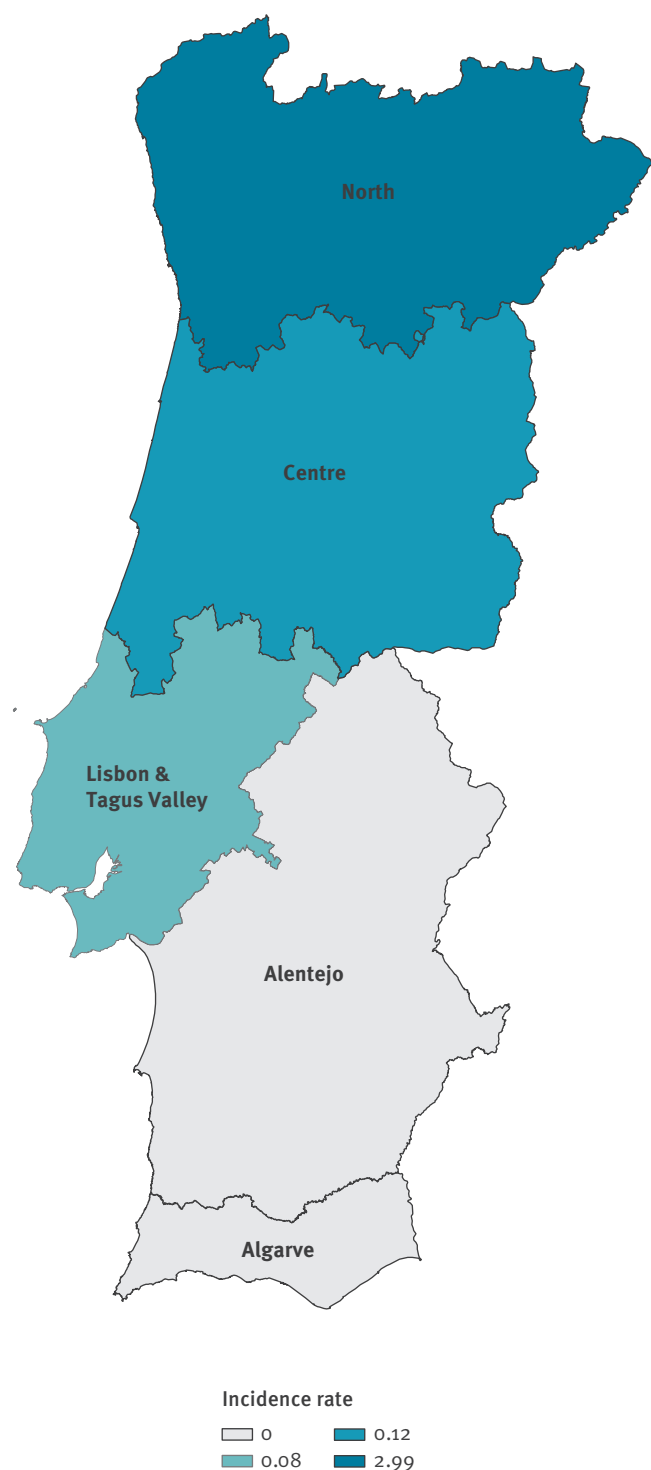 North
Centre
Lisbon &
Tagus Valley
Alentejo
Algarve
Incidence rate
0
0.12
0.08
2.99